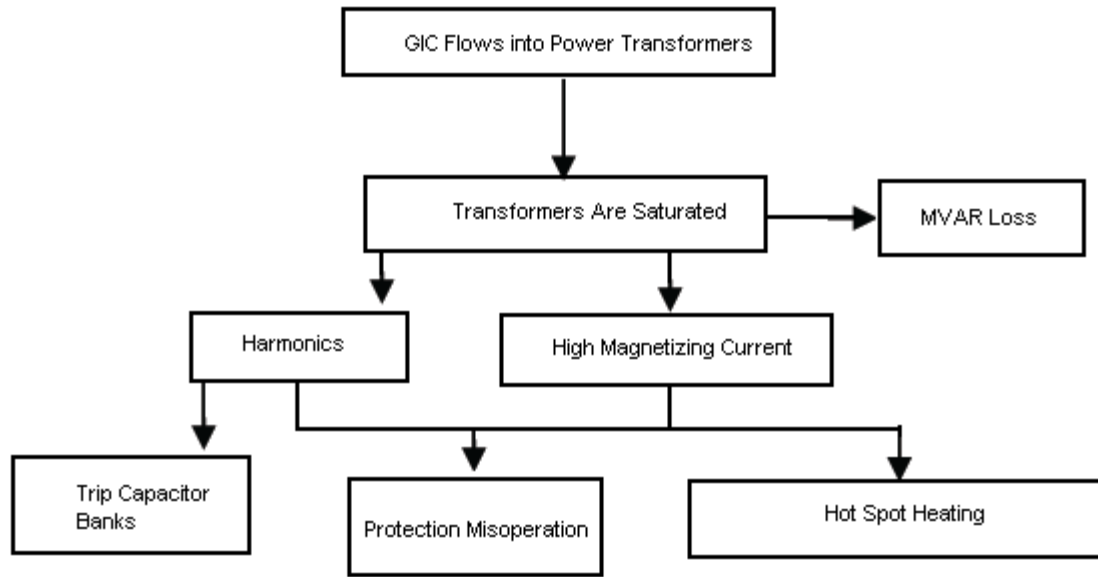 GIC Flows into Power Transformers
Transformers Are Saturated
MVAR Loss
Harmonics
High Magnetizing Current
Trip Capacitor
Banks
Protection Misoperation
Hot Spot Heating